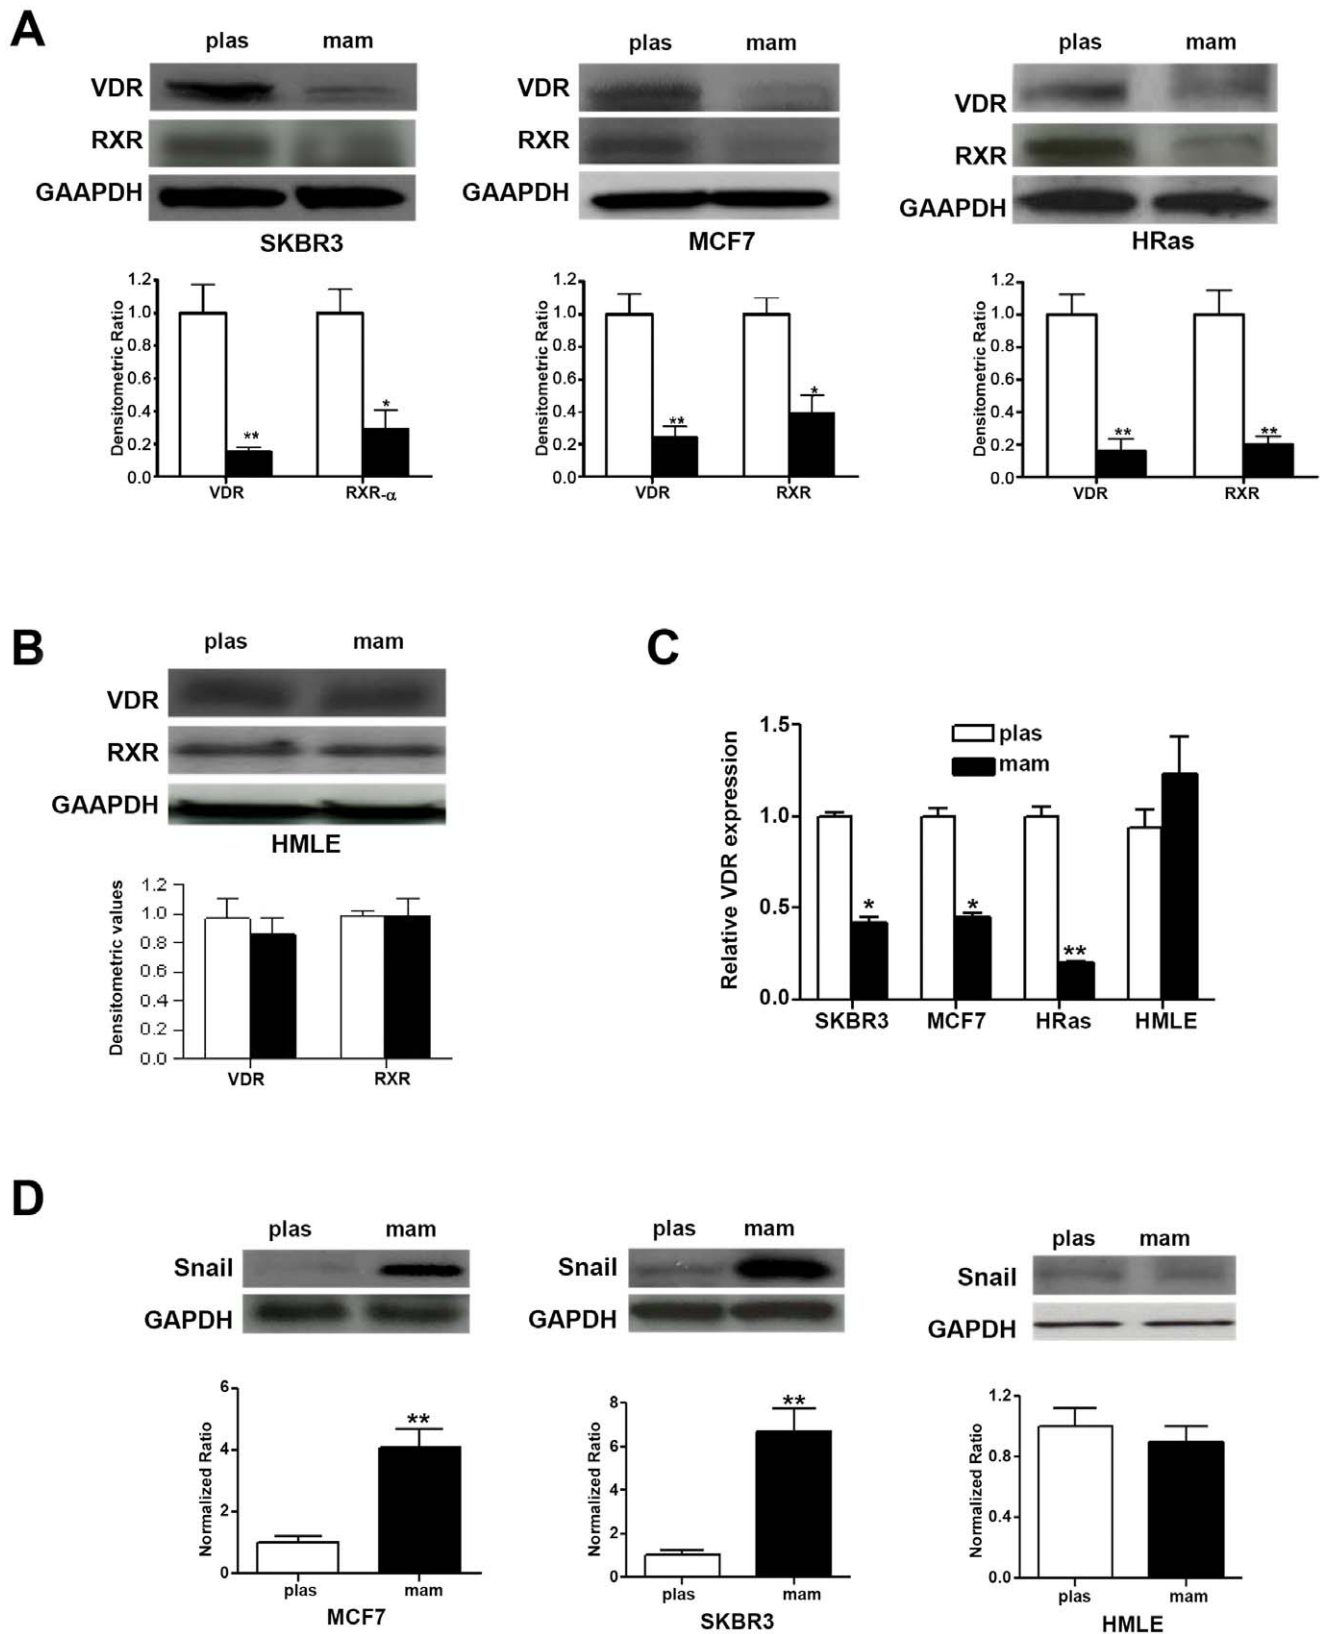 A
plas mam
VDR
RXR
GAAPDH
SKBR3
plas mam
VDR
RXR
GAAPDH
MCF7
plas mam
VDR
RXR
GAAPDH
HRas
Densitometric Ratio
1.2
1.0
0.8
0.6
0.4
0.2
0.0
** *
VDR RXR-α
Densitometric Ratio
1.2
1.0
0.8
0.6
0.4
0.2
0.0
** *
VDR RXR
Densitometric Ratio
1.2
1.0
0.8
0.6
0.4
0.2
0.0
** **
VDR RXR
B
plas mam
VDR
RXR
GAAPDH
HMLE
Densitometric values
1.2
1.0
0.8
0.6
0.4
0.2
0.0
VDR RXR
C
Relative VDR expression
1.5
1.0
0.5
0.0
plas
mam
* * **
SKBR3 MCF7 HRas HMLE
D
plas mam
Snail
GAPDH
Normalized Ratio
6
4
2
0
**
plas mam
MCF7
plas mam
Snail
GAPDH
Normalized Ratio
8
6
4
2
0
**
plas mam
SKBR3
plas mam
Snail
GAPDH
Normalized Ratio
1.2
0.8
0.4
0.0
plas mam
HMLE